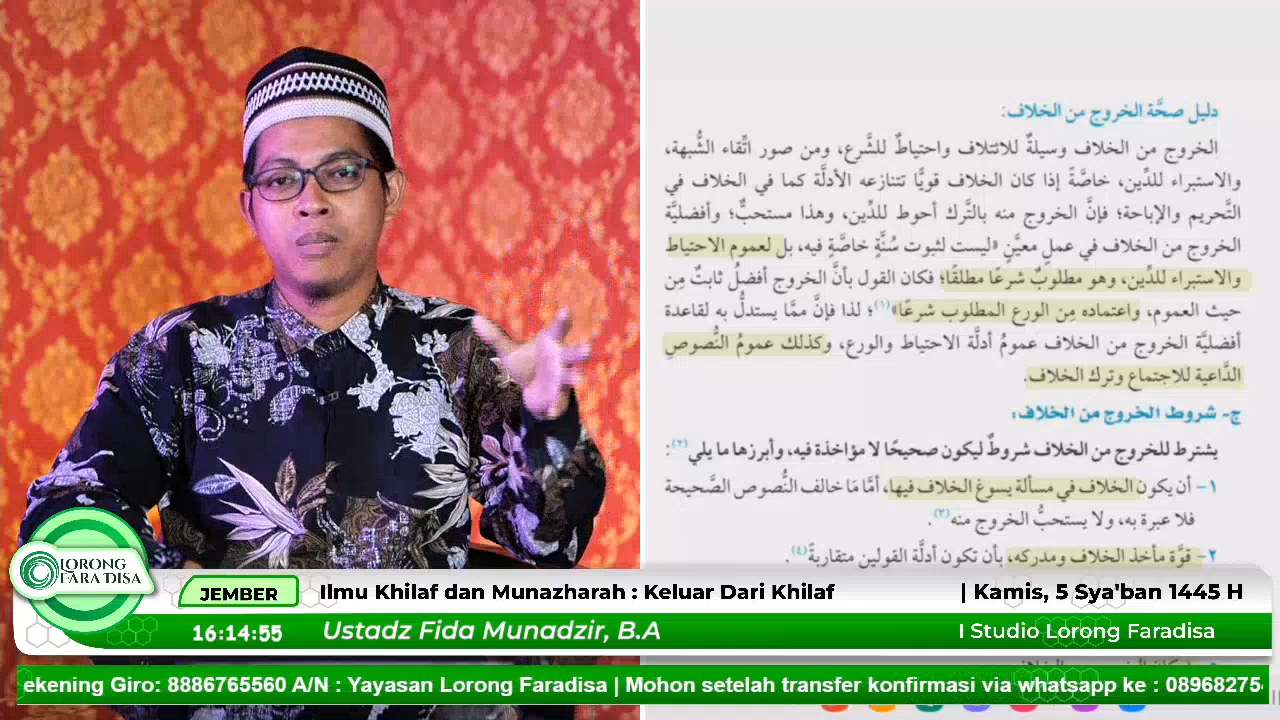 دليل صحَّة الخروج من الخلاف:
الخروج من الخلاف وسيلةٌ للائتلاف واحتياطٌ للشَّرع، ومن صور اتِّقاء الشُّبهة،
والاستبراء للدِّين، خاصَّةً إذا كان الخلاف قويًّا تتنازعه الأدلَّة كما في الخلاف في
التَّحريم والإباحة؛ فإنَّ الخروج منه بالتَّرك أحوط للدِّين، وهذا مستحبٌّ؛ وأفضليَّة
الخروج من الخلاف في عملٍ معيَّنٍ «ليست لثبوت سُنَّةٍ خاصَّةٍ فيه، بل لعموم الاحتياط
والاستبراء للدِّين، وهو مطلوبٌ شرعًا مطلقًا؛ فكان القول بأنَّ الخروج أفضلُ ثابتٌ مِن
حيث العموم، واعتماده مِن الورع المطلوب شرعًا»(١)؛ لذا فإنَّ ممَّا يستدلُّ به لقاعدة
أفضليَّة الخروج من الخلاف عمومُ أدلَّة الاحتياط والورع، وكذلك عمومُ النُّصوصِ
الدَّاعية للاجتماع وترك الخلاف.
ج- شروط الخروج من الخلاف:
يشترط للخروج من الخلاف شروطٌ ليكون صحيحًا لا مؤاخذة فيه، وأبرزها ما يلي(٢):
١- أن يكون الخلاف في مسألة يسوغ الخلاف فيها، أمَّا مَا خالف النُّصوص الصَّحيحة
فلا عبرة به، ولا يستحبُّ الخروج منه(٣).
٢- قوَّة مأخذ الخلاف ومدركه، بأن تكون أدلَّة القولين متقاربةً(٤).
LORONG
FARADISA
JEMBER
Ilmu Khilaf dan Munazharah : Keluar Dari Khilaf
| Kamis, 5 Sya'ban 1445 H
16:14:55
Ustadz Fida Munadzir, B.A
I Studio Lorong Faradisa
ekening Giro: 8886765560 A/N : Yayasan Lorong Faradisa | Mohon setelah transfer konfirmasi via whatsapp ke : 08968275